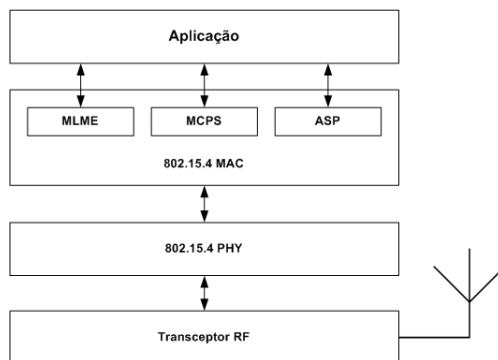 Aplicação
MLME
MCPS
ASP
802.15.4 MAC
802.15.4 PHY
Transceptor RF